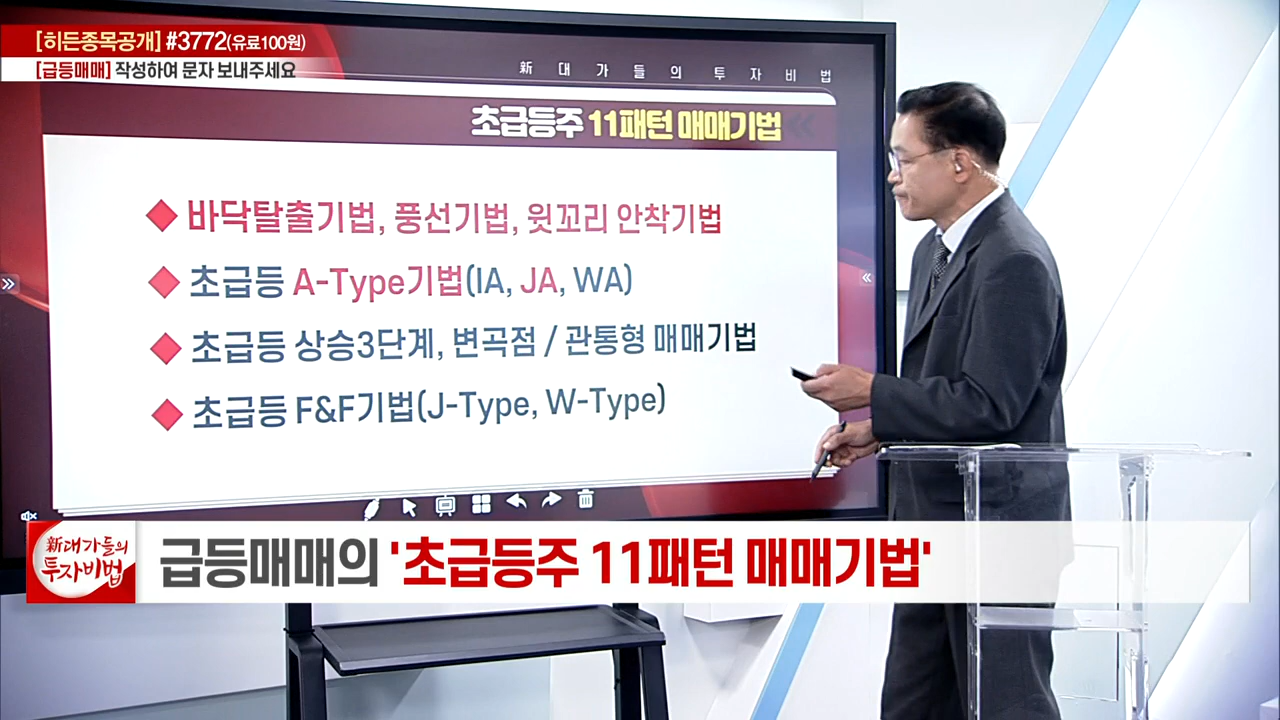 [히든종목공개] #3772(유료100원)
[급등매매] 작성하여 문자 보내주세요
新대가들의 투자비법
초급등주 11패턴 매매기법
바닥탈출기법, 풍선기법, 윗꼬리 안착기법
초급등 A-Type기법(IA, JA, WA)
초급등 상승3단계, 변곡점 / 관통형 매매기법
초급등 F&F기법(J-Type, W-Type)
新대가들의
투자비법
급등매매의 '초급등주 11패턴 매매기법'